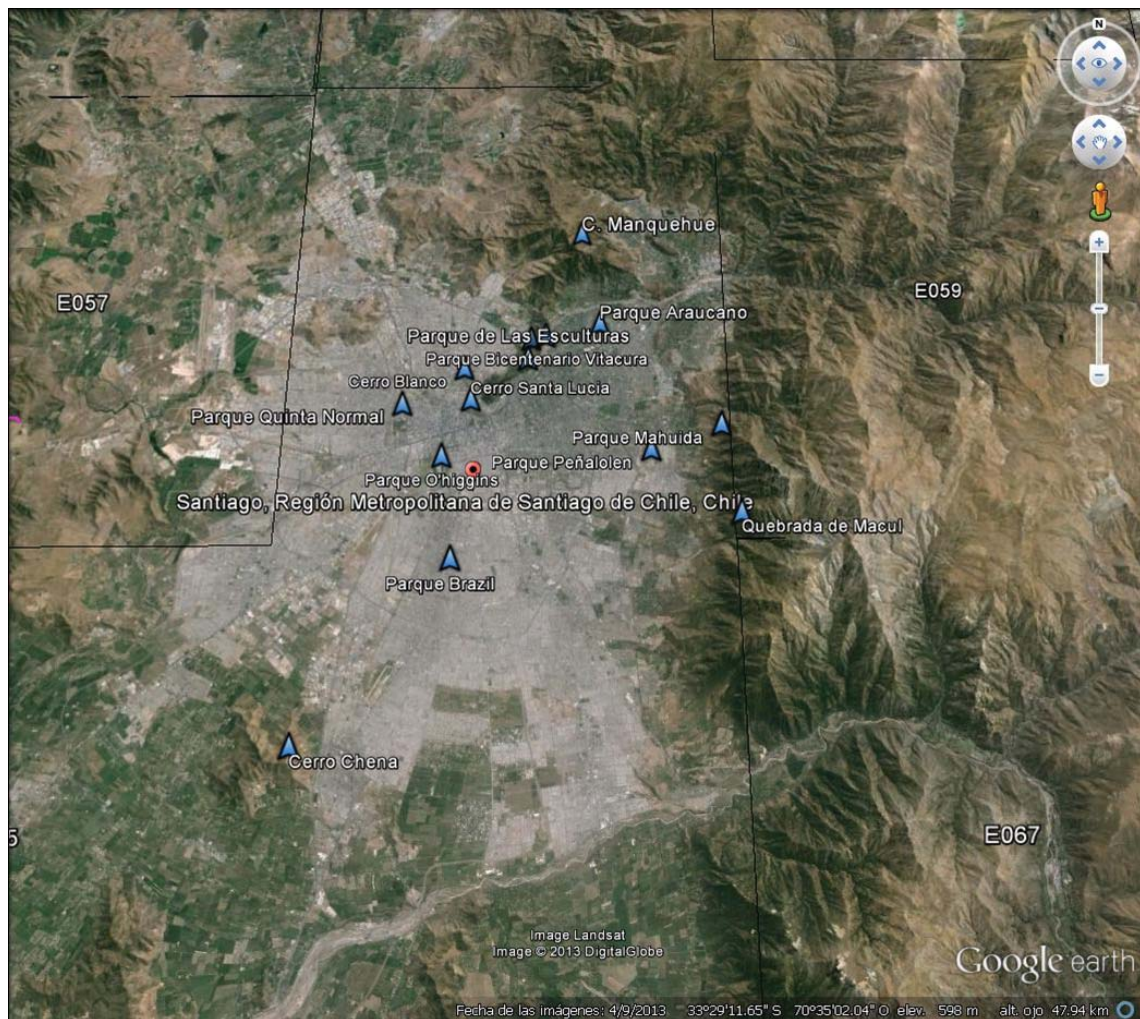 N
C. Manquehue
E057
E059
Parque Araucano
Parque de Las Esculturas
Parque Bicentenario Vitacura
Cerro Blanco
Cerro Santa Lucia
Parque Quinta Normal
Parque Mahuida
Parque Peñalolen
Parque O'higgins
Santiago, Región Metropolitana de Santiago de Chile, Chile
Quebrada de Macul
Parque Brazil
Cerro Chena
5
E067
Image Landsat
Image © 2013 DigitalGlobe
Google earth
Fecha de las imágenes: 4/9/2013 33°29'11.65" S 70°35'02.04" O elev. 598 m alt. ojo 47.94 km